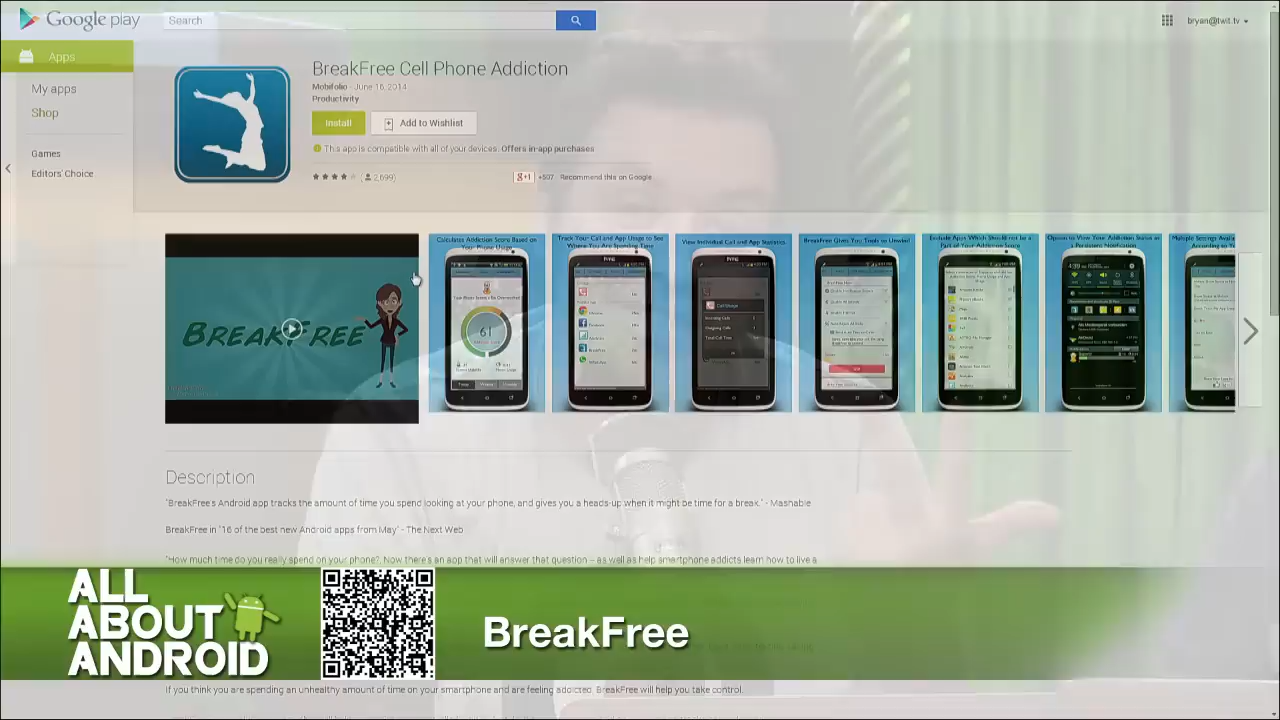 Google play
Search
bryan@twit.tv
Apps
My apps
Shop
Games
Editors' Choice
BreakFree Cell Phone Addiction
Mobifolio - June 16, 2014
Productivity
Install
Add to Wishlist
This app is compatible with all of your devices. Offers in-app purchases
2,699
g+1
+507 Recommend this on Google
BREAKFREE
Calculates Addiction Score Based on
Your Phone Usage
61
Track Your Call and App Usage to See
Where You Are Spending Time
View Individual Call and App Statistics
BreakFree Gives You Tools to Unwind
Exclude Apps Which Should not be a
Part of Your Addiction Score
Option to View Your Addiction Status as
a Persistent Notification
4:39
Description
"BreakFree's Android app tracks the amount of time you spend looking at your phone, and gives you a heads-up when it might be time for a break." - Mashable
BreakFree in "16 of the best new Android apps from May" - The Next Web
"How much time do you really spend on your phone?. Now there's an app that will answer that question – as well as help smartphone addicts learn how to live a
ALL
ABOUT
ANDROID
BreakFree
If you think you are spending an unhealthy amount of time on your smartphone and are feeling addicted, BreakFree will help you take control.